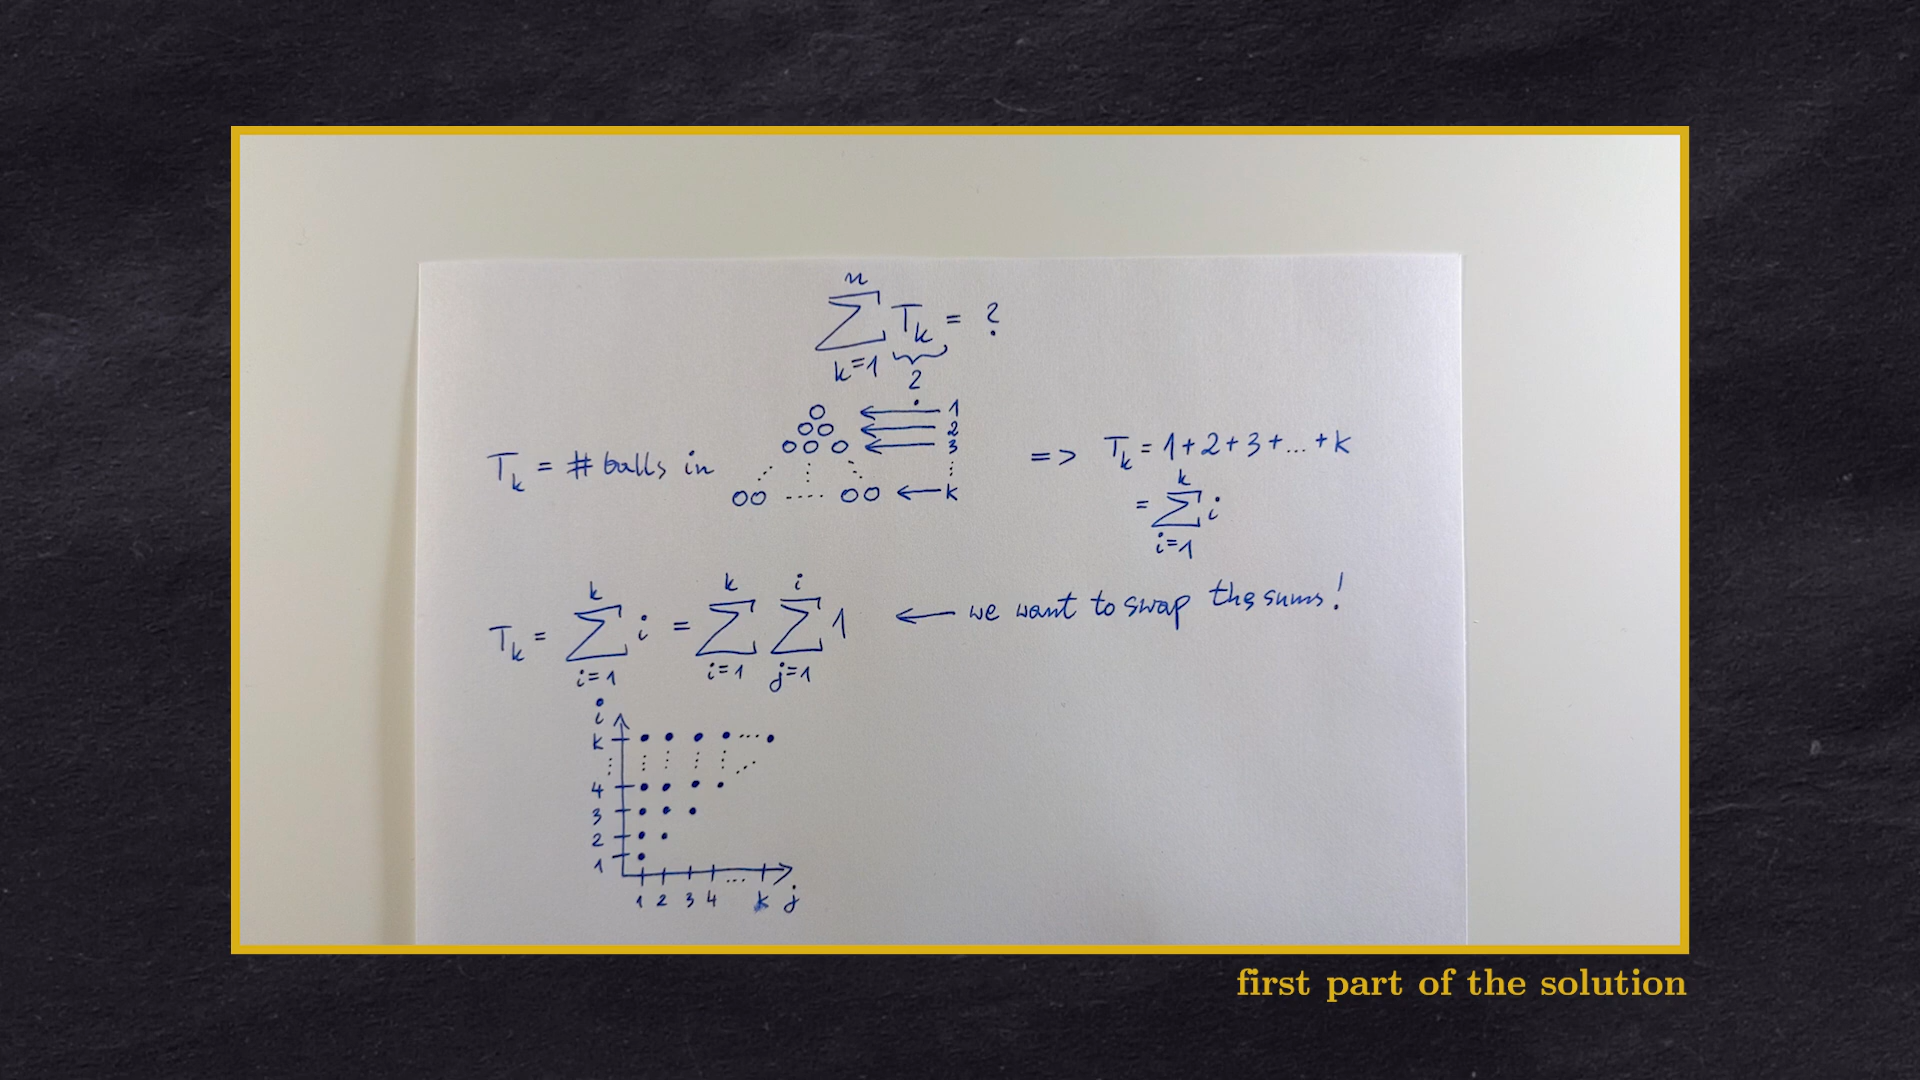 n
∑ T_k = ?
k=1
?
T_k = # balls in
1
2
3
⋮
k
=> T_k = 1+2+3+...+k
= ∑_{i=1}^{k} i
T_k = ∑_{i=1}^{k} i = ∑_{i=1}^{k} ∑_{j=1}^{i} 1 ← we want to swap the sums!
i
k
⋮
4
3
2
1
1 2 3 4 ... k j
first part of the solution